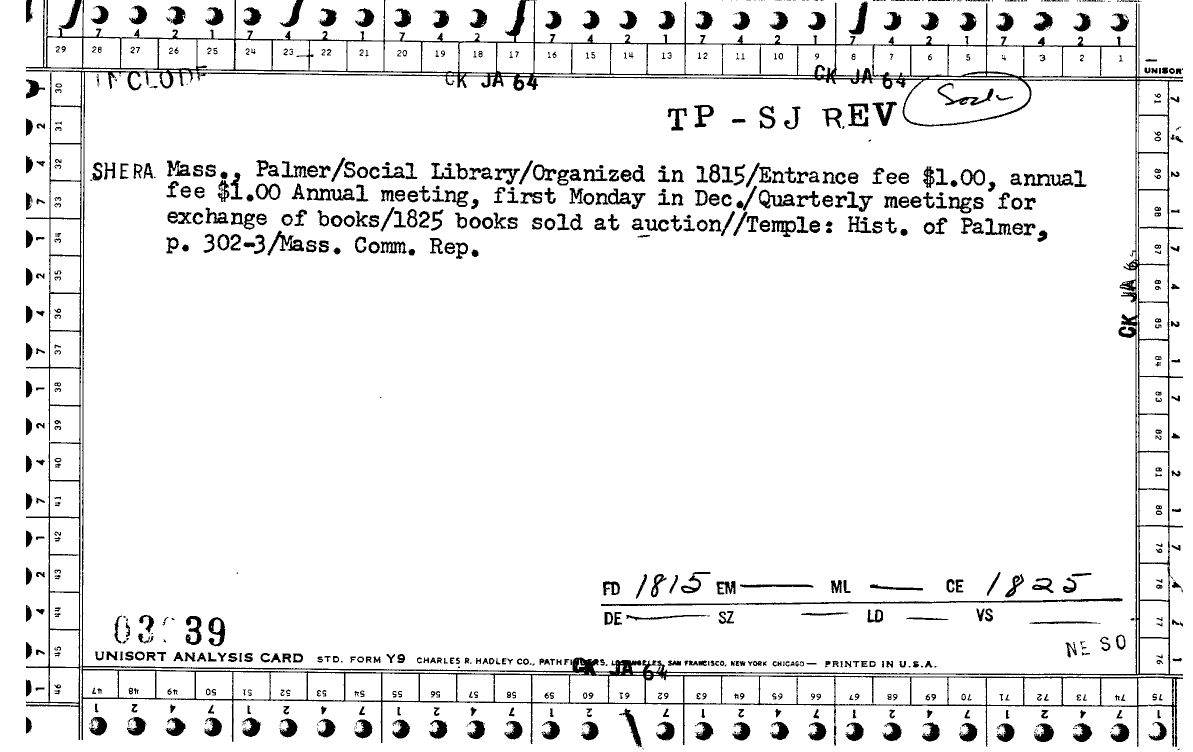 7 4 2 1 7 4 2 1 7 4 2 1 7 4 2 1 7 4 2 1 7 4 2 1
29 28 27 26 25 24 23 22 21 20 19 18 17 16 15 14 13 12 11 10 9 8 7 6 5 4 3 2 1
UNISORT
INCLUDE CK JA 64 CK JA 64
TP - SJ REV
SHERA Mass., Palmer/Social Library/Organized in 1815/Entrance fee $1.00, annual
fee $1.00 Annual meeting, first Monday in Dec./Quarterly meetings for
exchange of books/1825 books sold at auction//Temple: Hist. of Palmer,
p. 302-3/Mass. Comm. Rep.
30 31 32 33 34 35 36 37 38 39 40 41 42 43 44 45 46
91 90 89 88 87 86 85 84 83 82 81 80 79 78 77 76
CK JA 6
FD 1815 EM — ML — CE 1825
DE — SZ — LD — VS
NE SO
39
UNISORT ANALYSIS CARD STD. FORM Y9 CHARLES R. HADLEY CO., PATHFINDERS, LOS ANGELES, SAN FRANCISCO, NEW YORK CHICAGO — PRINTED IN U.S.A.
CK JA 64
47 48 49 50 51 52 53 54 55 56 57 58 59 60 61 62 63 64 65 66 67 68 69 70 71 72 73 74 75